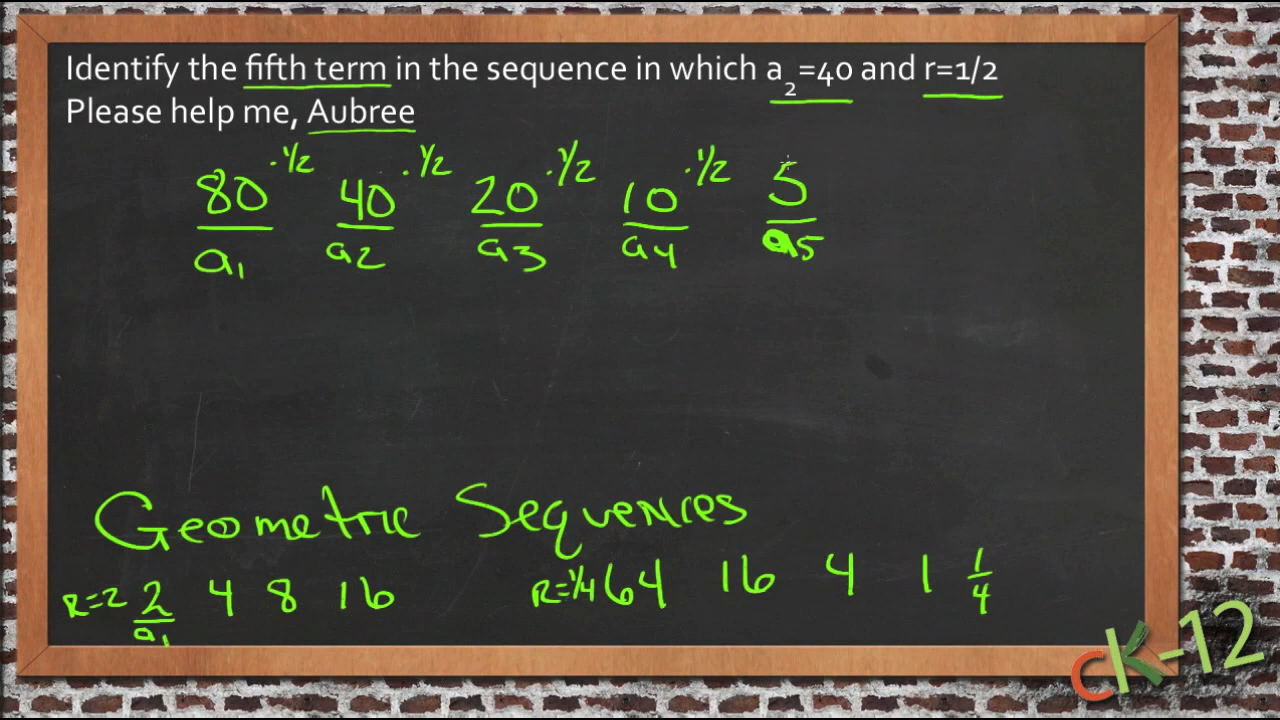 Identify the fifth term in the sequence in which a2=40 and r=1/2
Please help me, Aubree
80 ·1/2 40 ·1/2 20 ·1/2 10 ·1/2 5
a1 a2 a3 a4 a5
Geometric Sequences
R=2 2 4 8 16 R=1/4 64 16 4 1 1/4
a1
CK-12